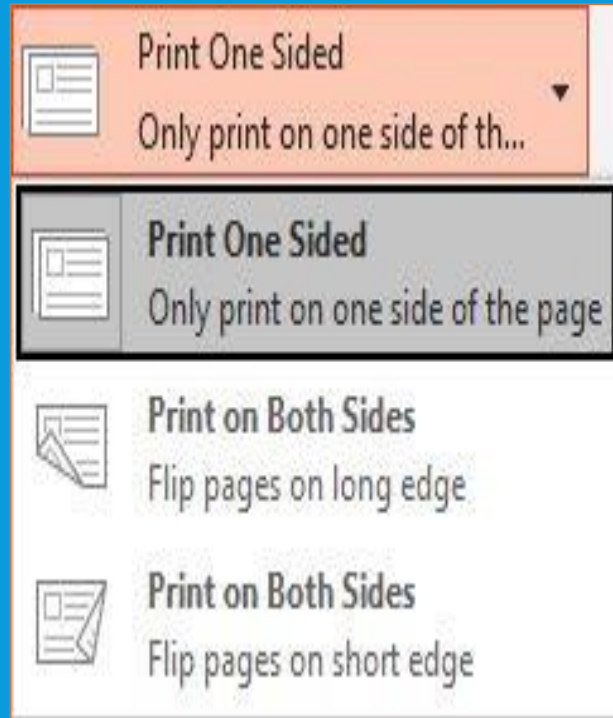 Print One Sided
Only print on one side of th...
Print One Sided
Only print on one side of the page
Print on Both Sides
Flip pages on long edge
Print on Both Sides
Flip pages on short edge